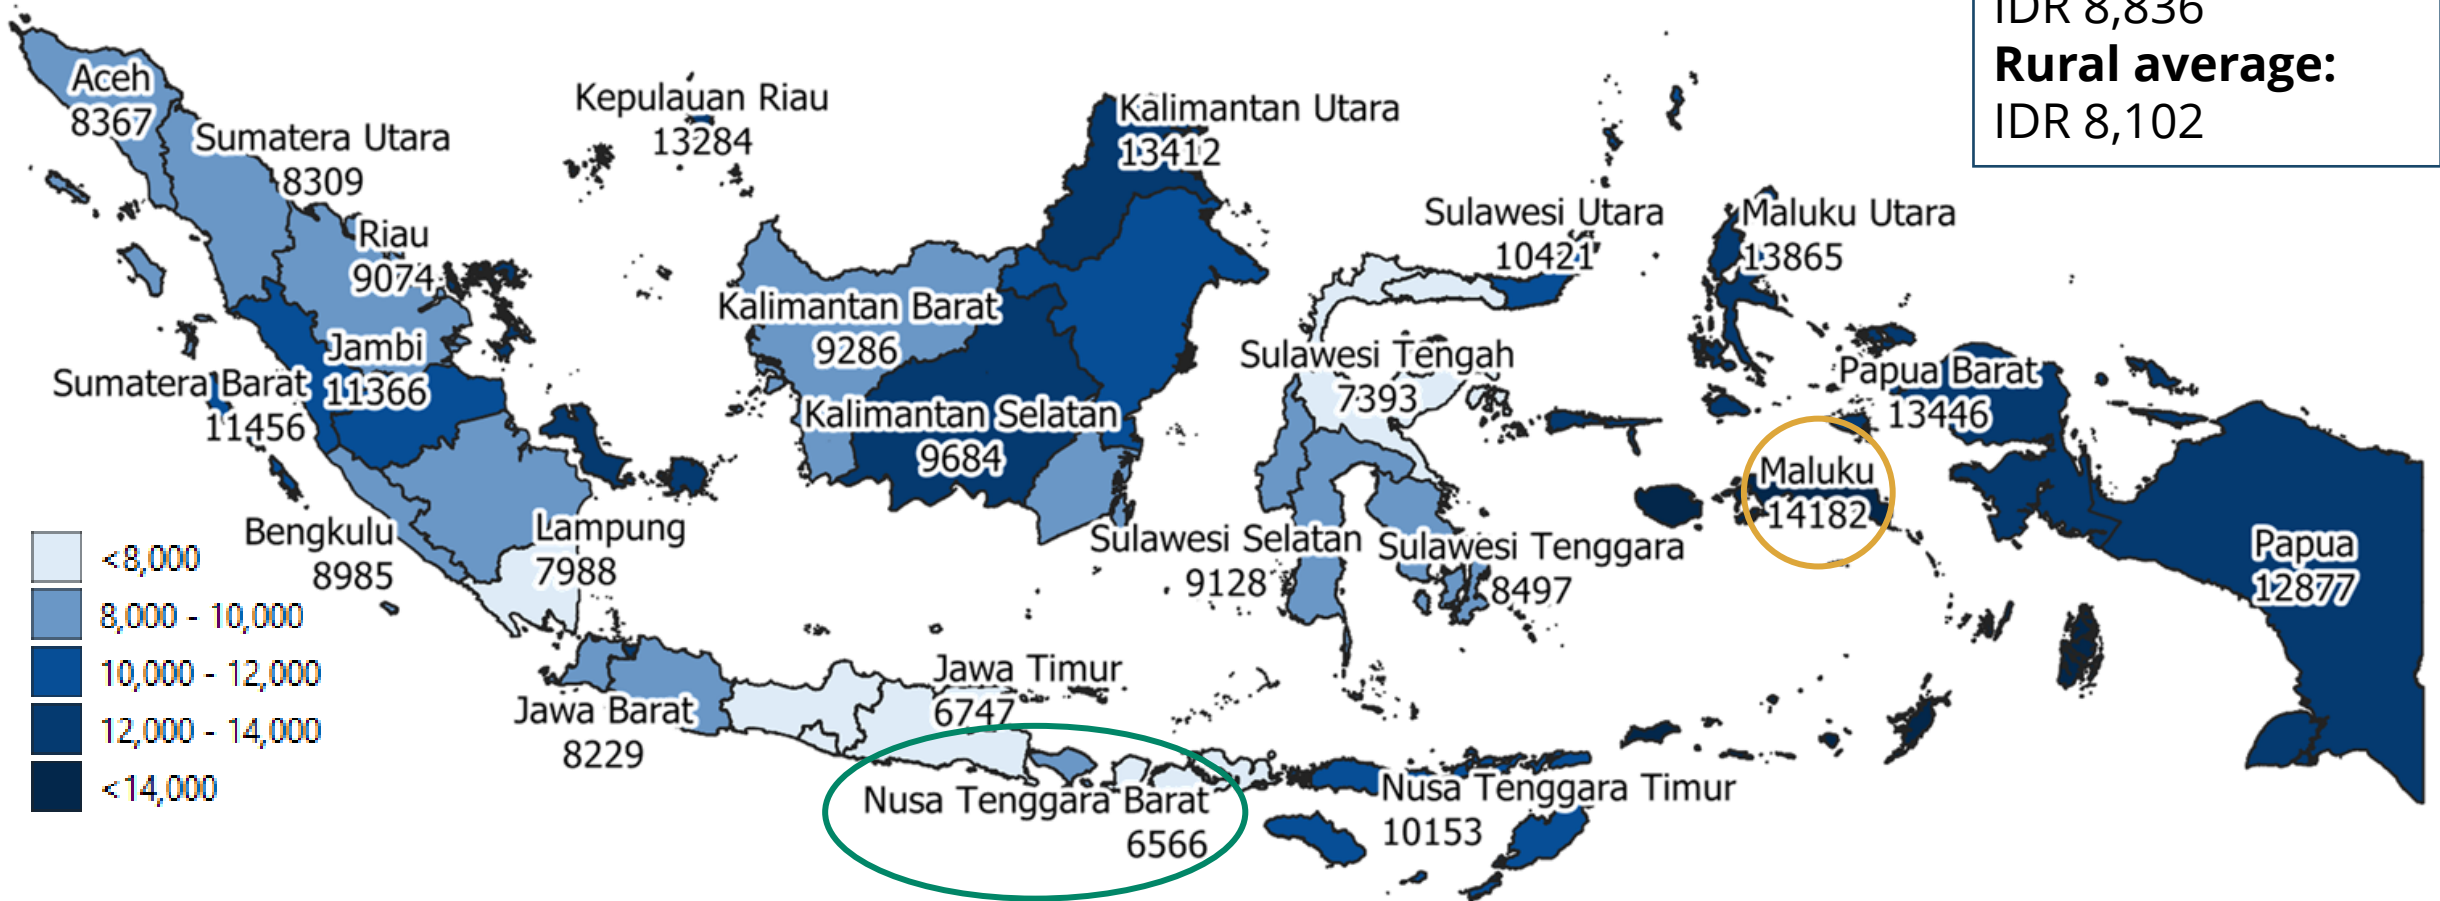 IDR 8,836
Rural average:
IDR 8,102
Aceh
8367
Sumatera Utara
8309
Kepulauan Riau
13284
Kalimantan Utara
13412
Riau
9074
Sulawesi Utara
10421
Maluku Utara
13865
Kalimantan Barat
9286
Jambi
11366
Sumatera Barat
11456
Sulawesi Tengah
7393
Papua Barat
13446
Kalimantan Selatan
9684
Maluku
14182
Bengkulu
8985
Lampung
7988
Sulawesi Selatan
9128
Sulawesi Tenggara
8497
Papua
12877
Jawa Barat
8229
Jawa Timur
6747
Nusa Tenggara Barat
6566
Nusa Tenggara Timur
10153
<8,000
8,000 - 10,000
10,000 - 12,000
12,000 - 14,000
<14,000